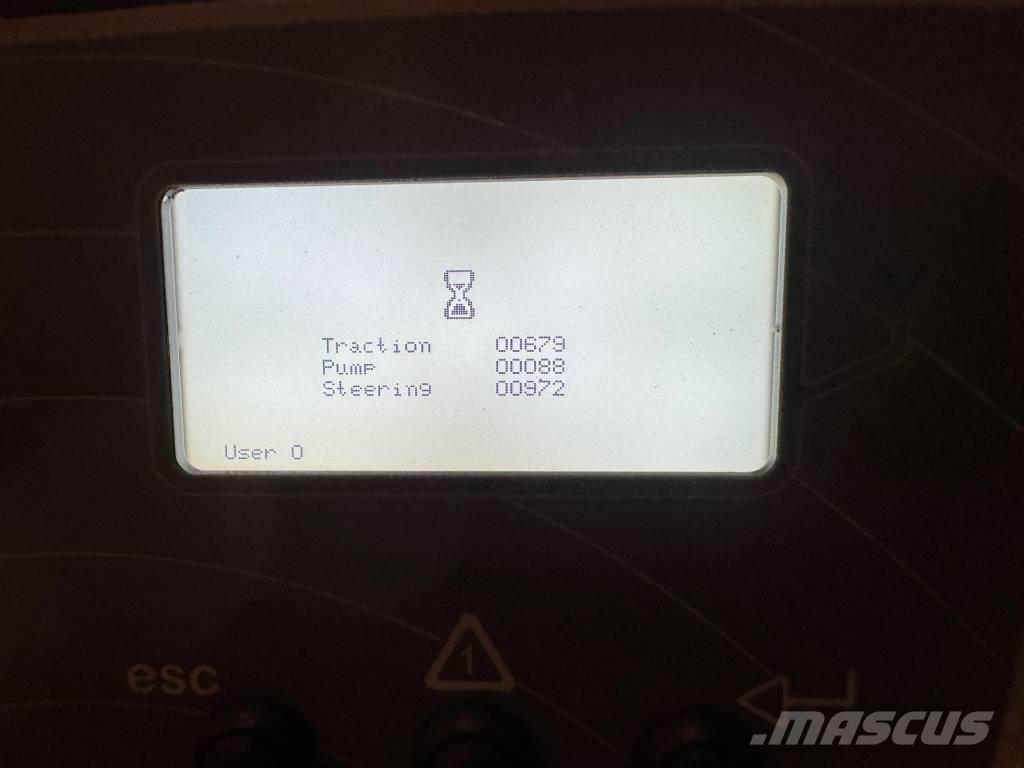 Traction 00679
Pump 00088
Steering 00972
User 0
esc
1
.MASCUS